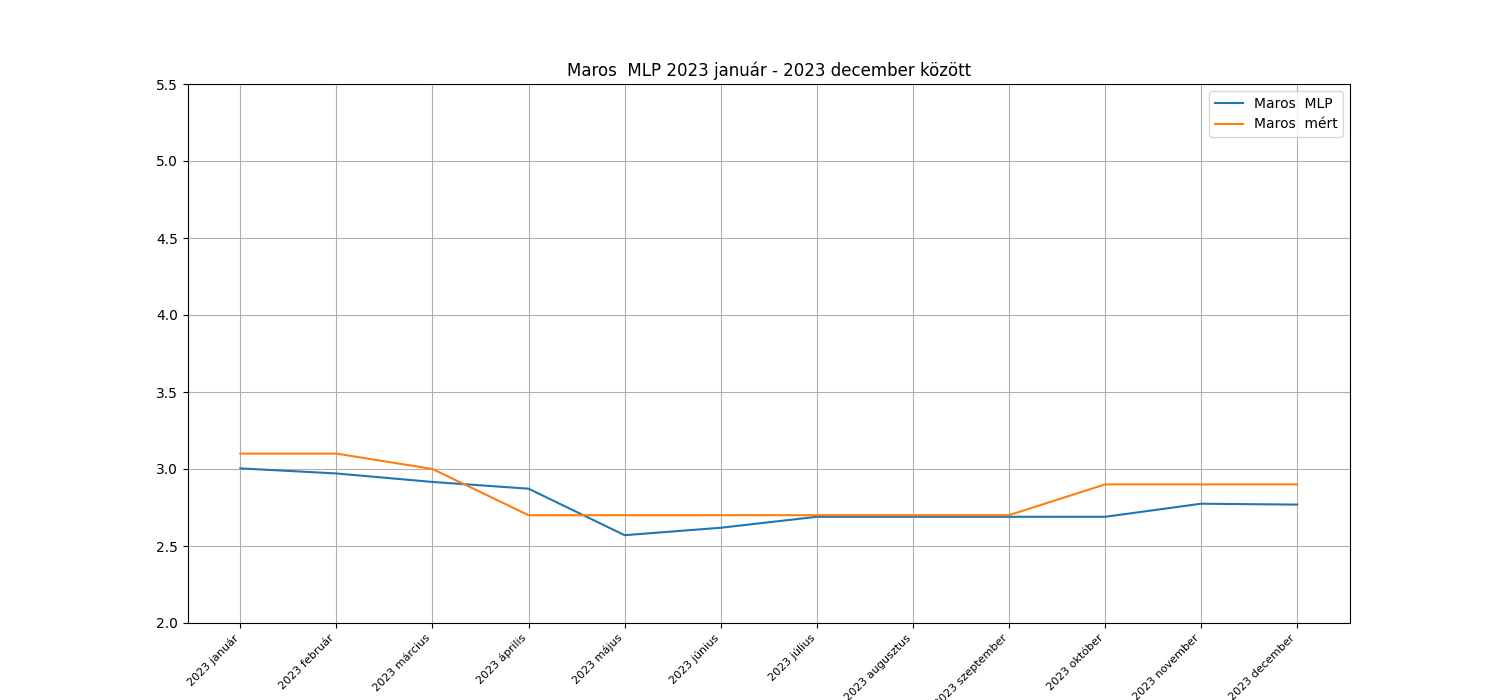 Maros  MLP 2023 január - 2023 december között
5.5
5.0
4.5
4.0
3.5
3.0
2.5
2.0
Maros  MLP
Maros  mért
2023 január
2023 február
2023 március
2023 április
2023 május
2023 június
2023 július
2023 augusztus
2023 szeptember
2023 október
2023 november
2023 december